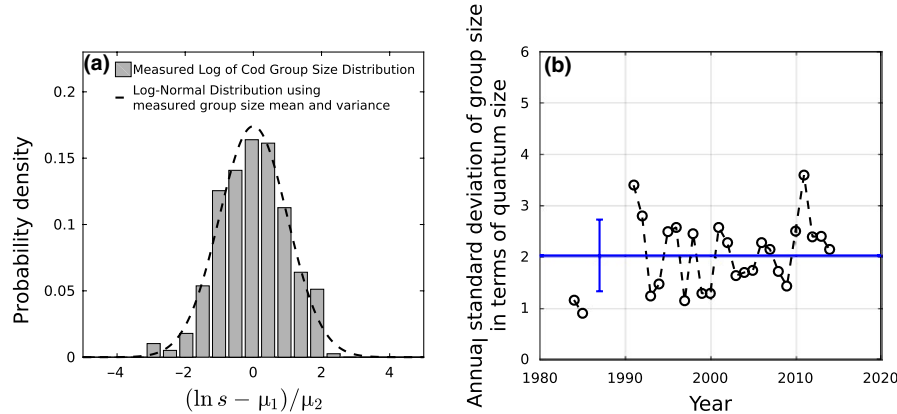 (a)
Measured Log of Cod Group Size Distribution
Log-Normal Distribution using
measured group size mean and variance
Probability density
0.2
0.15
0.1
0.05
0
−4 −2 0 2 4
(ln s − μ₁)/μ₂
(b)
Annual standard deviation of group size
in terms of quantum size
6
5
4
3
2
1
0
1980 1990 2000 2010 2020
Year